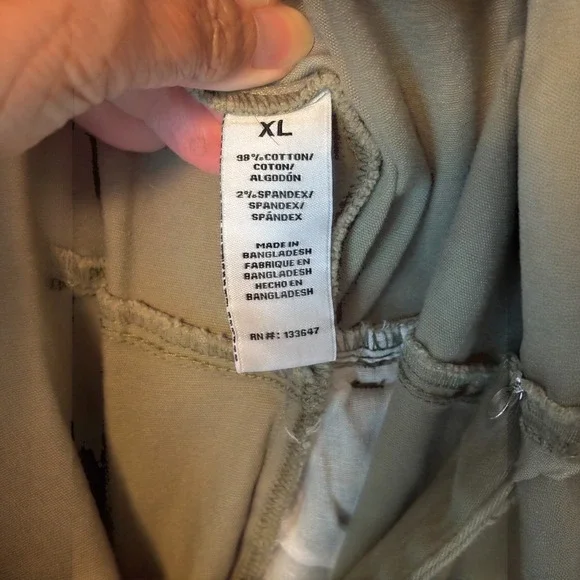 XL
98%COTTON/
COTON/
ALGODÓN
2%SPANDEX/
SPANDEX/
SPÁNDEX
MADE IN
BANGLADESH
FABRIQUE EN
BANGLADESH
HECHO EN
BANGLADESH
RN#: 133647